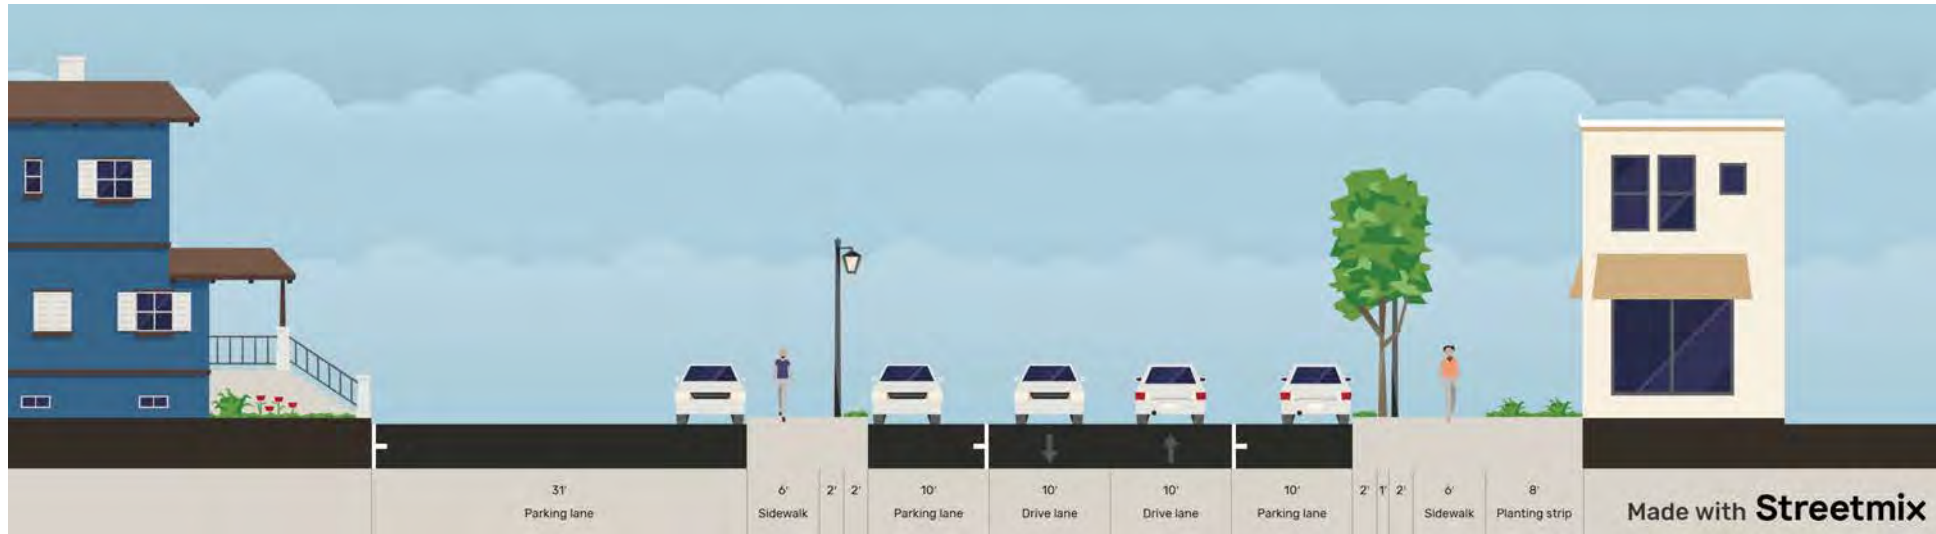 31' 6' 2' 2' 10' 10' 10' 10' 2' 1' 2' 6' 8'
Parking lane Sidewalk Parking lane Drive lane Drive lane Parking lane Sidewalk Planting strip
Made with Streetmix